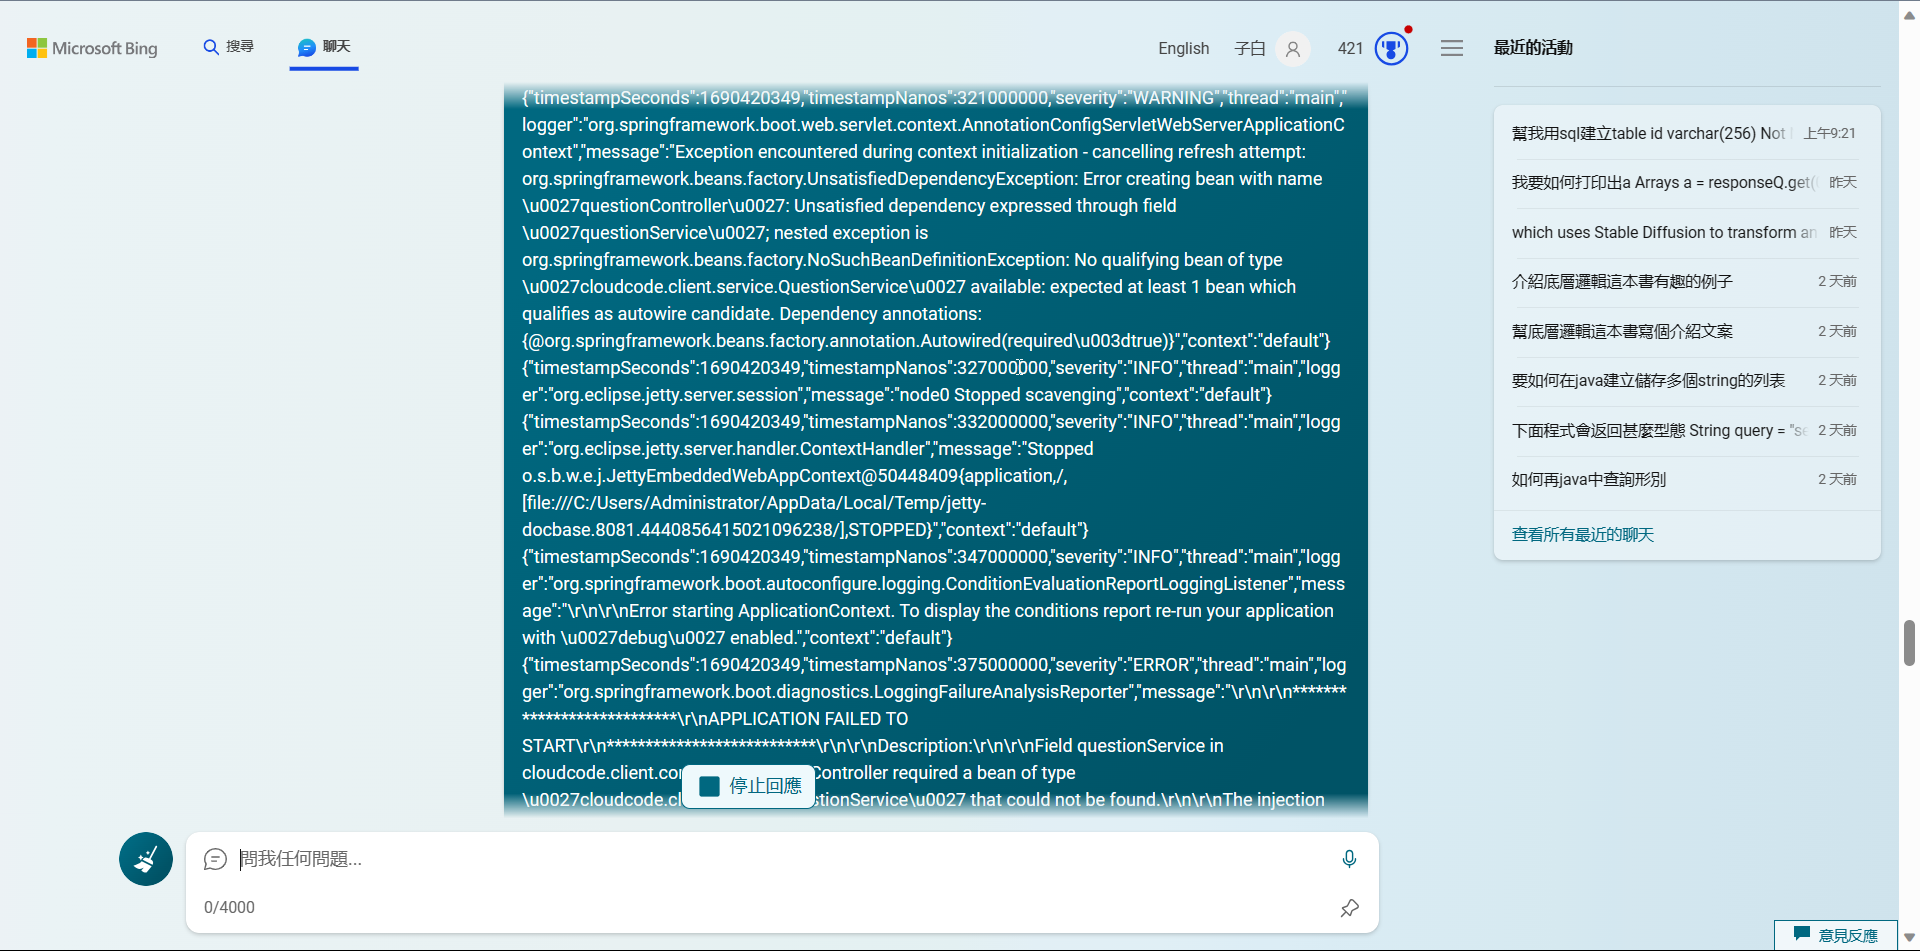 Microsoft Bing
搜尋
聊天
English
子白
421
最近的活動
{"timestampSeconds":1690420349,"timestampNanos":321000000,"severity":"WARNING","thread":"main","
logger":"org.springframework.boot.web.servlet.context.AnnotationConfigServletWebServerApplicationC
ontext","message":"Exception encountered during context initialization - cancelling refresh attempt:
org.springframework.beans.factory.UnsatisfiedDependencyException: Error creating bean with name
\u0027questionController\u0027: Unsatisfied dependency expressed through field
\u0027questionService\u0027; nested exception is
org.springframework.beans.factory.NoSuchBeanDefinitionException: No qualifying bean of type
\u0027cloudcode.client.service.QuestionService\u0027 available: expected at least 1 bean which
qualifies as autowire candidate. Dependency annotations:
{@org.springframework.beans.factory.annotation.Autowired(required\u003dtrue)}","context":"default"}
{"timestampSeconds":1690420349,"timestampNanos":327000000,"severity":"INFO","thread":"main","logg
er":"org.eclipse.jetty.server.session","message":"node0 Stopped scavenging","context":"default"}
{"timestampSeconds":1690420349,"timestampNanos":332000000,"severity":"INFO","thread":"main","logg
er":"org.eclipse.jetty.server.handler.ContextHandler","message":"Stopped
o.s.b.w.e.j.JettyEmbeddedWebAppContext@50448409{application,/,
[file:///C:/Users/Administrator/AppData/Local/Temp/jetty-
docbase.8081.4440856415021096238/],STOPPED}","context":"default"}
{"timestampSeconds":1690420349,"timestampNanos":347000000,"severity":"INFO","thread":"main","logg
er":"org.springframework.boot.autoconfigure.logging.ConditionEvaluationReportLoggingListener","mess
age":"\r\n\r\nError starting ApplicationContext. To display the conditions report re-run your application
with \u0027debug\u0027 enabled.","context":"default"}
{"timestampSeconds":1690420349,"timestampNanos":375000000,"severity":"ERROR","thread":"main","log
ger":"org.springframework.boot.diagnostics.LoggingFailureAnalysisReporter","message":"\r\n\r\n*******
********************\r\nAPPLICATION FAILED TO
START\r\n***************************\r\n\r\nDescription:\r\n\r\nField questionService in
cloudcode.client.con Controller required a bean of type
\u0027cloudcode.cl stionService\u0027 that could not be found.\r\n\r\nThe injection
停止回應
問我任何問題...
0/4000
幫我用sql建立table id varchar(256) Not 上午9:21
我要如何打印出a Arrays a = responseQ.get( 昨天
which uses Stable Diffusion to transform an 昨天
介紹底層邏輯這本書有趣的例子 2 天前
幫底層邏輯這本書寫個介紹文案 2 天前
要如何在java建立儲存多個string的列表 2 天前
下面程式會返回甚麼型態 String query = "se 2 天前
如何再java中查詢形別 2 天前
查看所有最近的聊天
意見反應